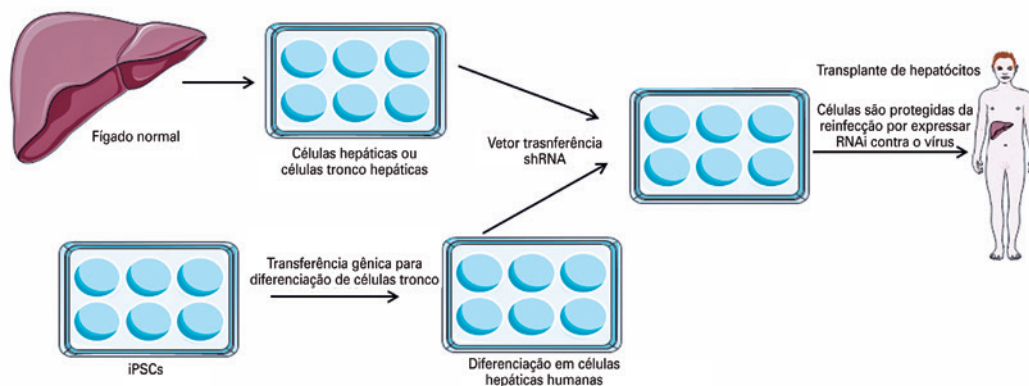 Fígado normal
Células hepáticas ou
células tronco hepáticas
Vetor trasnferência
shRNA
Transplante de hepatócitos
Células são protegidas da
reinfecção por expressar
RNAi contra o vírus
iPSCs
Transferência gênica para
diferenciação de células tronco
Diferenciação em células
hepáticas humanas